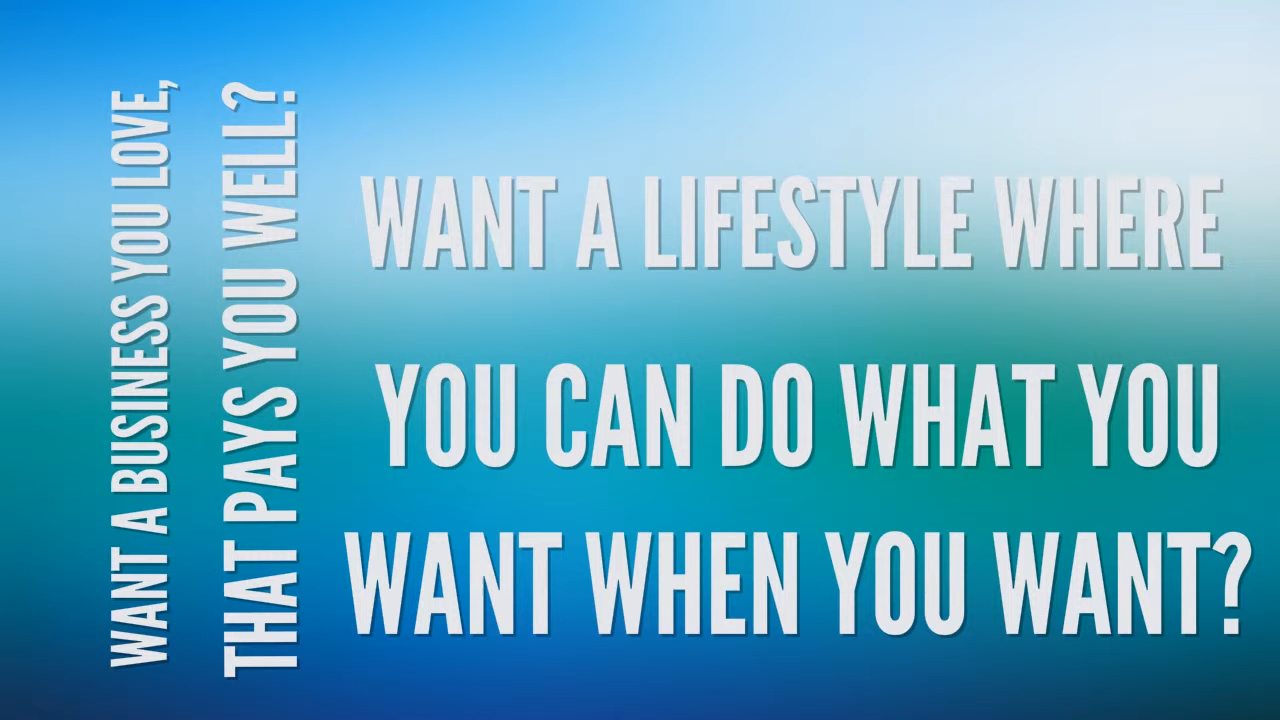 WANT A BUSINESS YOU LOVE,
THAT PAYS YOU WELL?
WANT A LIFESTYLE WHERE
YOU CAN DO WHAT YOU
WANT WHEN YOU WANT?